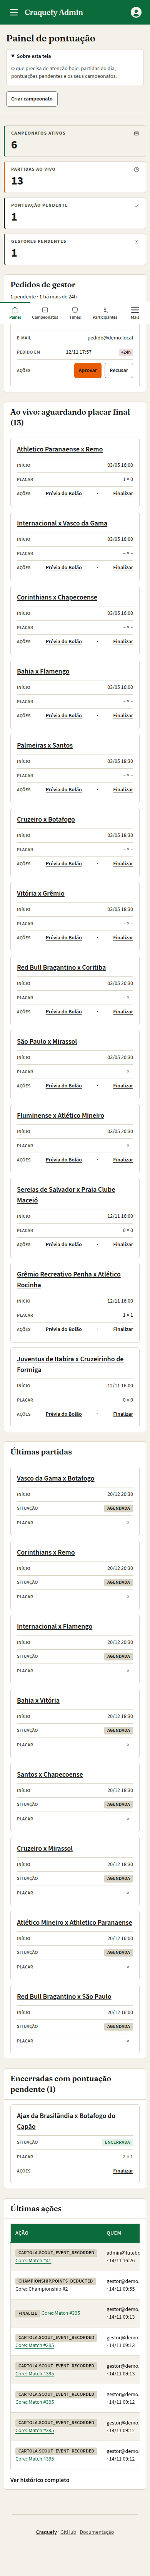 Craquefy Admin
Painel de pontuação
▼ Sobre esta tela
O que precisa de atenção hoje: partidas do dia,
pontuações pendentes e os seus campeonatos.
Criar campeonato
CAMPEONATOS ATIVOS
6
PARTIDAS AO VIVO
13
PONTUAÇÃO PENDENTE
1
GESTORES PENDENTES
1
Pedidos de gestor
1 pendente · 1 há mais de 24h
Painel Campeonatos Times Participantes Mais
E-MAIL pedido@demo.local
PEDIDO EM 12/11 17:57 +24h
AÇÕES Aprovar Recusar
Ao vivo: aguardando placar final
(13)
Athletico Paranaense x Remo
INÍCIO 03/05 16:00
PLACAR 1 × 0
AÇÕES Prévia do Bolão · Finalizar
Internacional x Vasco da Gama
INÍCIO 03/05 16:00
PLACAR – × –
AÇÕES Prévia do Bolão · Finalizar
Corinthians x Chapecoense
INÍCIO 03/05 16:00
PLACAR – × –
AÇÕES Prévia do Bolão · Finalizar
Bahia x Flamengo
INÍCIO 03/05 16:00
PLACAR – × –
AÇÕES Prévia do Bolão · Finalizar
Palmeiras x Santos
INÍCIO 03/05 18:30
PLACAR – × –
AÇÕES Prévia do Bolão · Finalizar
Cruzeiro x Botafogo
INÍCIO 03/05 18:30
PLACAR – × –
AÇÕES Prévia do Bolão · Finalizar
Vitória x Grêmio
INÍCIO 03/05 18:30
PLACAR – × –
AÇÕES Prévia do Bolão · Finalizar
Red Bull Bragantino x Coritiba
INÍCIO 03/05 20:30
PLACAR – × –
AÇÕES Prévia do Bolão · Finalizar
São Paulo x Mirassol
INÍCIO 03/05 20:30
PLACAR – × –
AÇÕES Prévia do Bolão · Finalizar
Fluminense x Atlético Mineiro
INÍCIO 03/05 20:30
PLACAR – × –
AÇÕES Prévia do Bolão · Finalizar
Sereias de Salvador x Praia Clube
Maceió
INÍCIO 12/11 16:00
PLACAR 0 × 0
AÇÕES Prévia do Bolão · Finalizar
Grêmio Recreativo Penha x Atlético
Rocinha
INÍCIO 12/11 16:00
PLACAR 1 × 1
AÇÕES Prévia do Bolão · Finalizar
Juventus de Itabira x Cruzeirinho de
Formiga
INÍCIO 12/11 16:00
PLACAR 0 × 0
AÇÕES Prévia do Bolão · Finalizar
Últimas partidas
Vasco da Gama x Botafogo
INÍCIO 20/12 20:30
SITUAÇÃO AGENDADA
PLACAR – × –
Corinthians x Remo
INÍCIO 20/12 20:30
SITUAÇÃO AGENDADA
PLACAR – × –
Internacional x Flamengo
INÍCIO 20/12 20:30
SITUAÇÃO AGENDADA
PLACAR – × –
Bahia x Vitória
INÍCIO 20/12 18:30
SITUAÇÃO AGENDADA
PLACAR – × –
Santos x Chapecoense
INÍCIO 20/12 18:30
SITUAÇÃO AGENDADA
PLACAR – × –
Cruzeiro x Mirassol
INÍCIO 20/12 18:30
SITUAÇÃO AGENDADA
PLACAR – × –
Atlético Mineiro x Athletico Paranaense
INÍCIO 20/12 16:00
SITUAÇÃO AGENDADA
PLACAR – × –
Red Bull Bragantino x São Paulo
INÍCIO 20/12 16:00
SITUAÇÃO AGENDADA
PLACAR – × –
Encerradas com pontuação
pendente (1)
Ajax da Brasilândia x Botafogo do
Capão
SITUAÇÃO ENCERRADA
PLACAR 2 × 1
AÇÕES Finalizar
Últimas ações
AÇÃO QUEM
CARTOLA.SCOUT_EVENT_RECORDED admin@futebo
Core::Match #41 · 14/11 16:26
CHAMPIONSHIP.POINTS_DEDUCTED gestor@demo.
Core::Championship #2 · 14/11 09:55
FINALIZE Core::Match #395 gestor@demo.
· 14/11 09:13
CARTOLA.SCOUT_EVENT_RECORDED gestor@demo.
Core::Match #395 · 14/11 09:13
CARTOLA.SCOUT_EVENT_RECORDED gestor@demo.
Core::Match #395 · 14/11 09:13
CARTOLA.SCOUT_EVENT_RECORDED gestor@demo.
Core::Match #395 · 14/11 09:12
CARTOLA.SCOUT_EVENT_RECORDED gestor@demo.
Core::Match #395 · 14/11 09:12
CARTOLA.SCOUT_EVENT_RECORDED gestor@demo.
Core::Match #395 · 14/11 09:12
Ver histórico completo
Craquefy · GitHub · Documentação